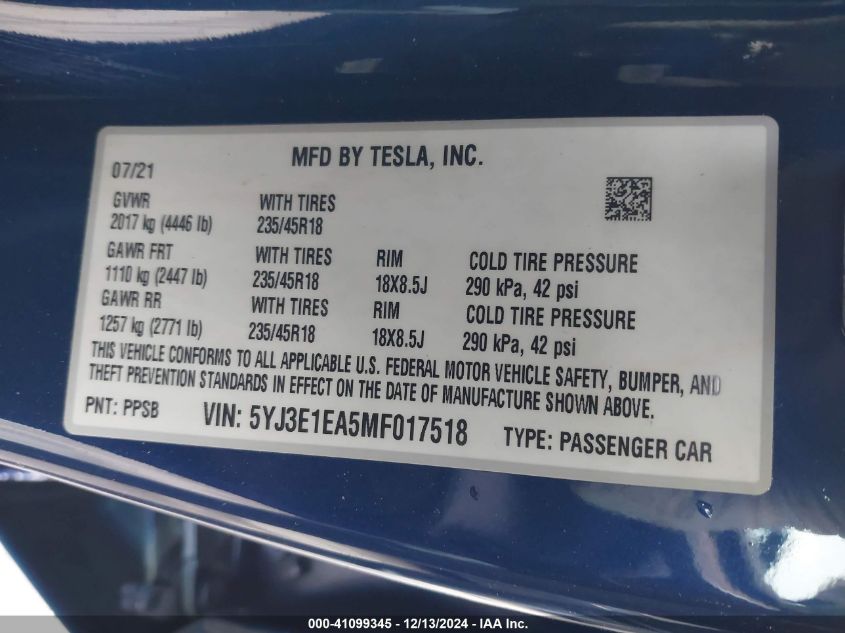 MFD BY TESLA, INC.
07/21
GVWR WITH TIRES
2017 kg (4446 lb) 235/45R18
GAWR FRT WITH TIRES RIM COLD TIRE PRESSURE
1110 kg (2447 lb) 235/45R18 18X8.5J 290 kPa, 42 psi
GAWR RR WITH TIRES RIM COLD TIRE PRESSURE
1257 kg (2771 lb) 235/45R18 18X8.5J 290 kPa, 42 psi
THIS VEHICLE CONFORMS TO ALL APPLICABLE U.S. FEDERAL MOTOR VEHICLE SAFETY, BUMPER, AND
THEFT PREVENTION STANDARDS IN EFFECT ON THE DATE OF MANUFACTURE SHOWN ABOVE.
PNT: PPSB VIN: 5YJ3E1EA5MF017518 TYPE: PASSENGER CAR
000-41099345 - 12/13/2024 - IAA Inc.